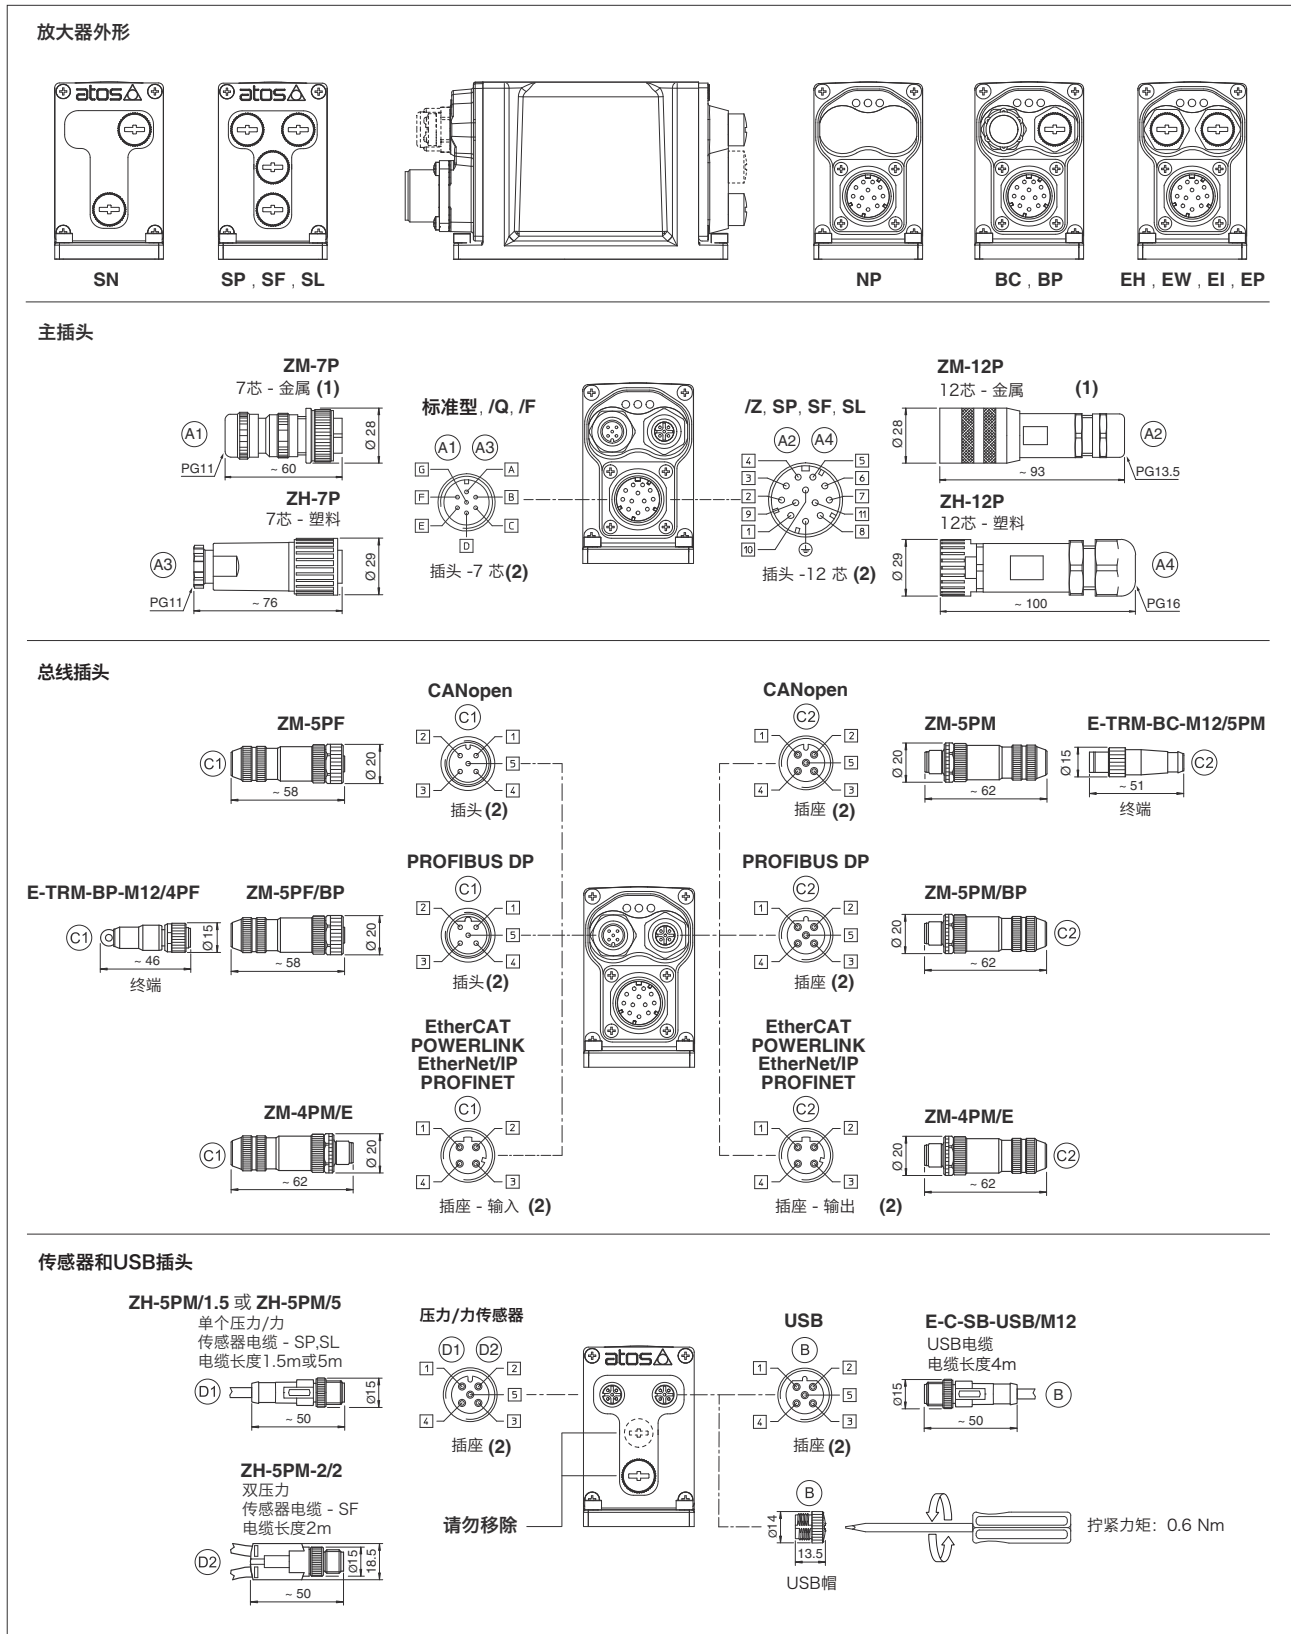 放大器外形
atos
atos
SN
SP , SF , SL
NP
BC , BP
EH , EW , EI , EP
主插头
ZM-7P
7芯 - 金属 (1)
A1
PG11
~ 60
Ø 28
ZH-7P
7芯 - 塑料
A3
PG11
~ 76
Ø 29
标准型, /Q, /F
A1 A3
G A
F B
E C
D
插头 -7 芯(2)
/Z, SP, SF, SL
A2 A4
4 5
3 6
2 7
9 11
1 8
10
插头 -12 芯 (2)
ZM-12P
12芯 - 金属 (1)
Ø 28
A2
~ 93
PG13.5
ZH-12P
12芯 - 塑料
Ø 29
A4
~ 100
PG16
总线插头
CANopen
C1
2 1
5
3 4
插头 (2)
ZM-5PF
C1
Ø 20
~ 58
CANopen
C2
1 2
5
4 3
插座 (2)
ZM-5PM
Ø 20
~ 62
E-TRM-BC-M12/5PM
Ø 15
C2
~ 51
终端
E-TRM-BP-M12/4PF
C1
Ø 15
~ 46
终端
ZM-5PF/BP
Ø 20
~ 58
PROFIBUS DP
C1
2 1
5
3 4
插头(2)
PROFIBUS DP
C2
1 2
5
4 3
插座 (2)
ZM-5PM/BP
Ø 20
C2
~ 62
EtherCAT
POWERLINK
EtherNet/IP
PROFINET
C1
1 2
4 3
插座 - 输入 (2)
ZM-4PM/E
C1
Ø 20
~ 62
EtherCAT
POWERLINK
EtherNet/IP
PROFINET
C2
1 2
4 3
插座 - 输出 (2)
ZM-4PM/E
Ø 20
C2
~ 62
传感器和USB插头
ZH-5PM/1.5 或 ZH-5PM/5
单个压力/力
传感器电缆 - SP,SL
电缆长度1.5m或5m
D1
Ø15
~ 50
ZH-5PM-2/2
双压力
传感器电缆 - SF
电缆长度2m
D2
Ø15
18.5
~ 50
压力/力传感器
D1 D2
1 2
5
4 3
插座 (2)
请勿移除
atos
USB
B
1 2
5
4 3
插座 (2)
E-C-SB-USB/M12
USB电缆
电缆长度4m
Ø15
B
~ 50
B
Ø14
13.5
USB帽
拧紧力矩：0.6 Nm